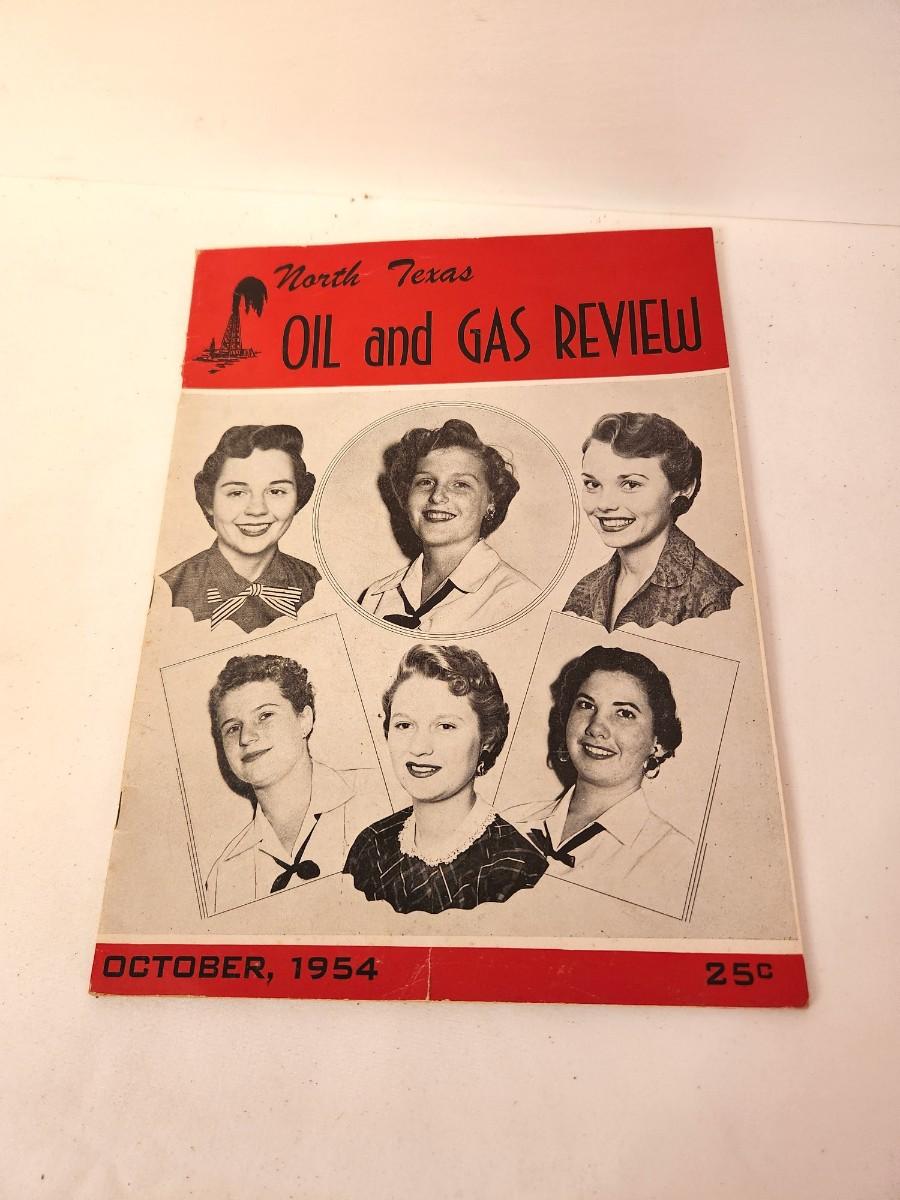 North Texas
OIL and GAS REVIEW
OCTOBER, 1954
25c